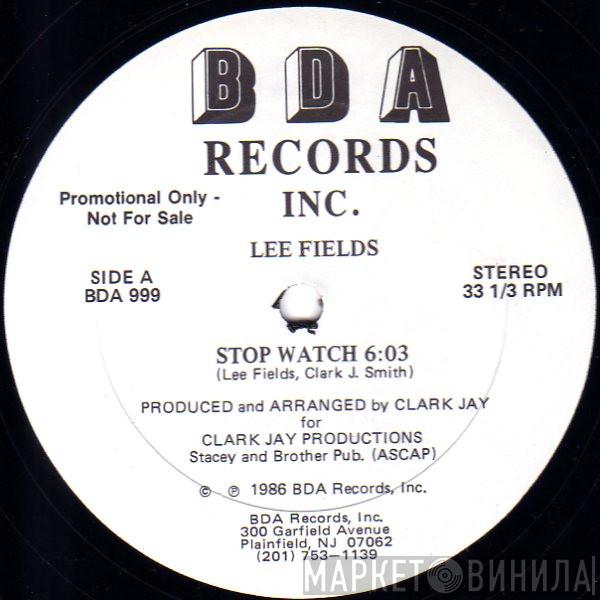 BDA
RECORDS
INC.
Promotional Only -
Not For Sale
LEE FIELDS
SIDE A
BDA 999
STEREO
33 1/3 RPM
STOP WATCH 6:03
(Lee Fields, Clark J. Smith)
PRODUCED and ARRANGED by CLARK JAY
for
CLARK JAY PRODUCTIONS
Stacey and Brother Pub. (ASCAP)
© ℗ 1986 BDA Records, Inc.
BDA Records, Inc.
300 Garfield Avenue
Plainfield, NJ 07062
(201) 753-1139
МАРКЕТ ВИНИЛА